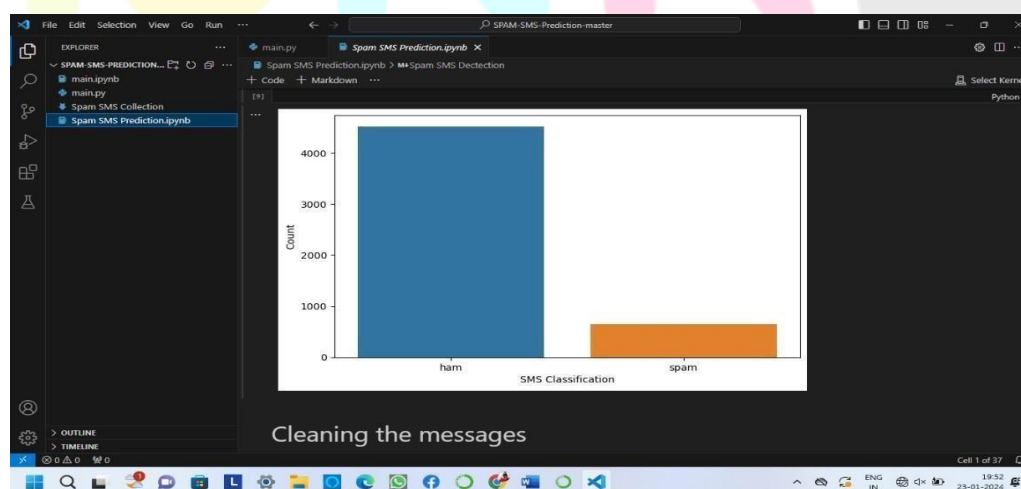 File Edit Selection View Go Run ···
SPAM-SMS-Prediction-master
EXPLORER ···
SPAM-SMS-PREDICTION...
main.ipynb
main.py
Spam SMS Collection
Spam SMS Prediction.ipynb
OUTLINE
TIMELINE
main.py
Spam SMS Prediction.ipynb
Spam SMS Prediction.ipynb > M↓Spam SMS Dectection
+ Code + Markdown ···
Select Kerne
[9]
Python
4000
3000
2000
1000
0
Count
ham spam
SMS Classification
Cleaning the messages
0 0 0
Cell 1 of 37
ENG
IN
19:52
23-01-2024